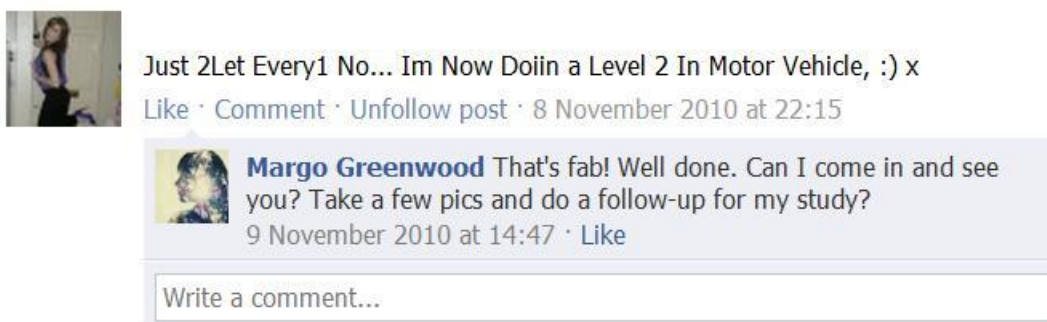 Just 2Let Every1 No... Im Now Doiin a Level 2 In Motor Vehicle, :) x
Like · Comment · Unfollow post · 8 November 2010 at 22:15
Margo Greenwood That's fab! Well done. Can I come in and see
you? Take a few pics and do a follow-up for my study?
9 November 2010 at 14:47 · Like
Write a comment...